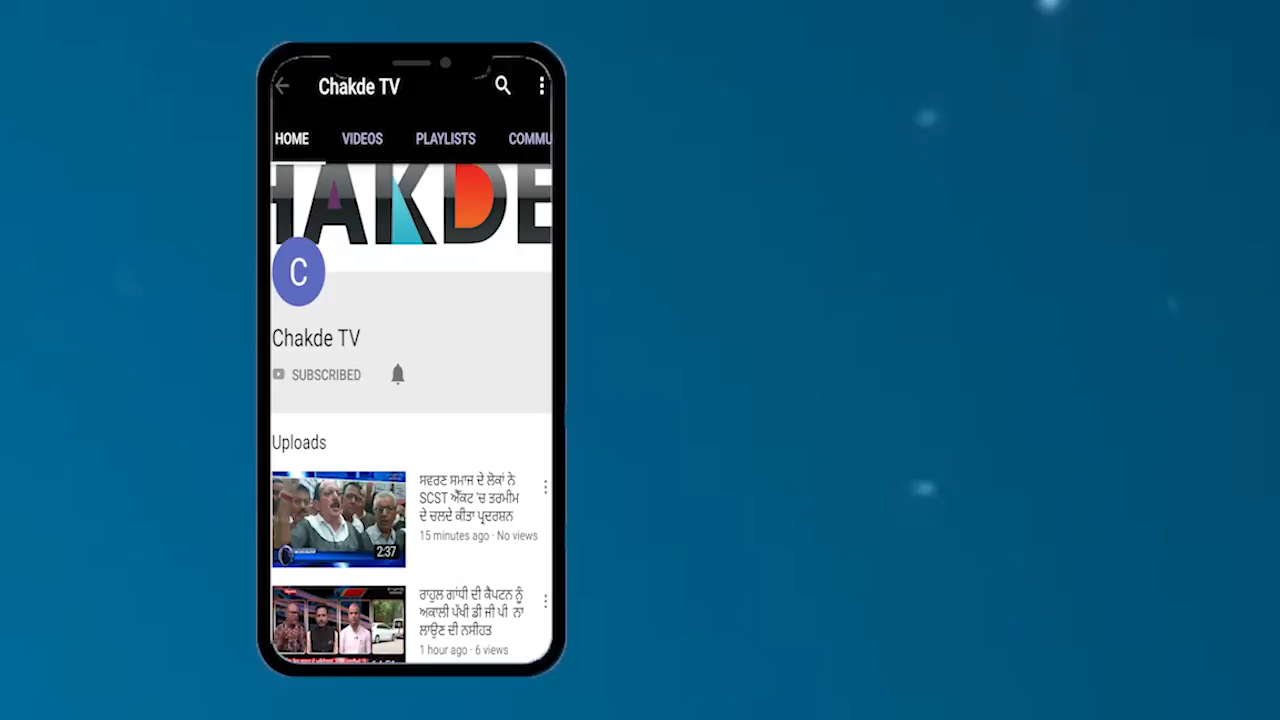 Chakde TV
HOME VIDEOS PLAYLISTS COMMU
HAKDE
C
Chakde TV
SUBSCRIBED
Uploads
ਸਵਰਣ ਸਮਾਜ ਦੇ ਲੋਕਾਂ ਨੇ
SCST ਐਕਟ 'ਚ ਤਰਮੀਮ
ਦੇ ਚਲਦੇ ਕੀਤਾ ਪ੍ਰਦਰਸ਼ਨ
15 minutes ago · No views
2:37
ਰਾਹੁਲ ਗਾਂਧੀ ਦੀ ਕੈਪਟਨ ਨੂੰ
ਅਕਾਲੀ ਪੱਖੀ ਡੀ ਜੀ ਪੀ ਨਾ
ਲਾਉਣ ਦੀ ਨਸੀਹਤ
1 hour ago · 6 views